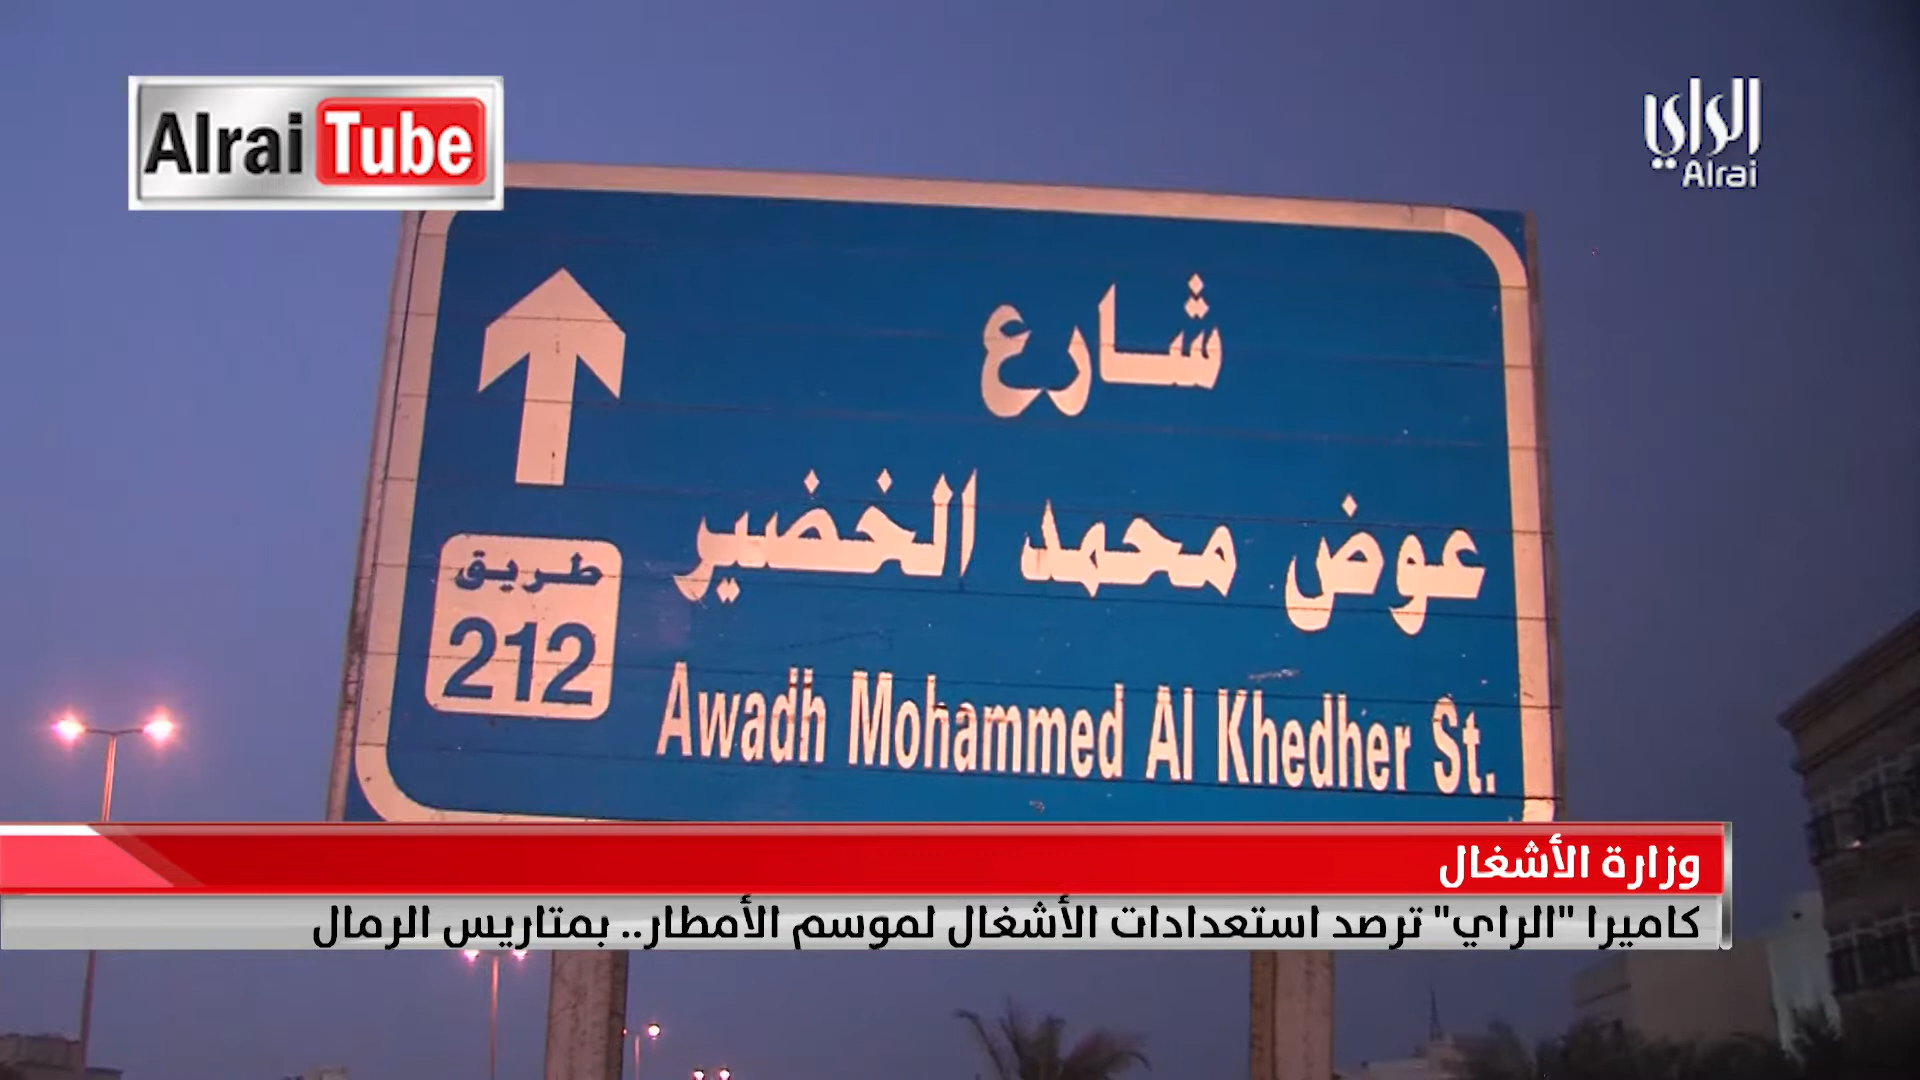 Alrai Tube
الراي
Alrai
شارع
عوض محمد الخضير
طريق
212
Awadh Mohammed Al Khedher St.
وزارة الأشغال
كاميرا "الراي" ترصد استعدادات الأشغال لموسم الأمطار.. بمتاريس الرمال